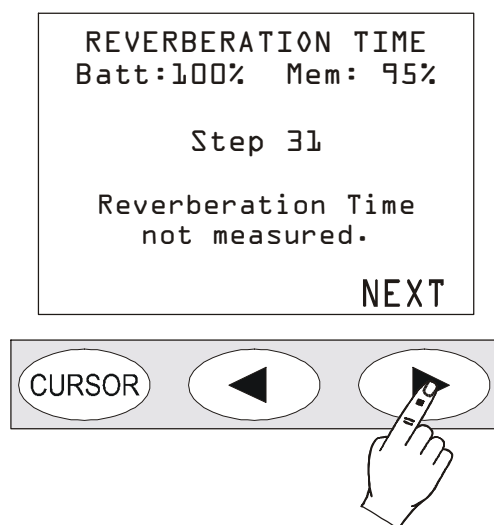 REVERBERATION TIME
Batt:100% Mem: 95%
Step 31
Reverberation Time
not measured.
NEXT
CURSOR